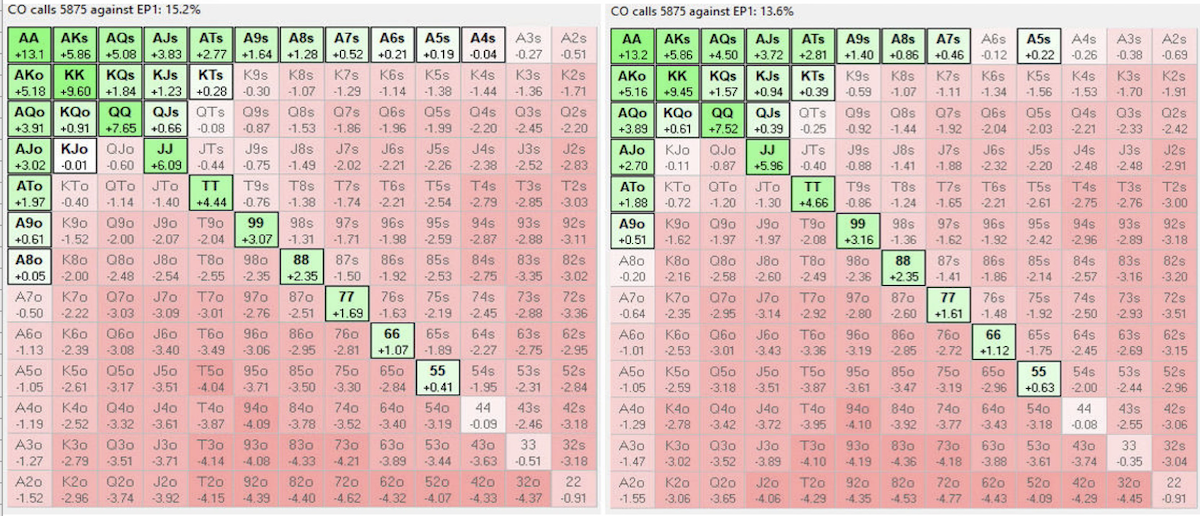 CO calls 5875 against EP1: 15.2%
AA AKs AQs AJs ATs A9s A8s A7s A6s A5s A4s A3s A2s
+13.1 +5.86 +5.08 +3.83 +2.77 +1.64 +1.28 +0.52 +0.21 +0.19 -0.04 -0.27 -0.51
AKo KK KQs KJs KTs K9s K8s K7s K6s K5s K4s K3s K2s
+5.18 +9.60 +1.84 +1.23 +0.28 -0.30 -1.07 -1.29 -1.14 -1.38 -1.44 -1.36 -1.71
AQo KQo QQ QJs QTs Q9s Q8s Q7s Q6s Q5s Q4s Q3s Q2s
+3.91 +0.91 +7.65 +0.66 -0.08 -0.87 -1.53 -1.86 -1.96 -1.99 -2.20 -2.45 -2.20
AJo KJo QJo JJ JTs J9s J8s J7s J6s J5s J4s J3s J2s
+3.02 -0.01 -0.60 +6.09 -0.44 -0.75 -1.49 -2.02 -2.21 -2.26 -2.38 -2.52 -2.83
ATo KTo QTo JTo TT T9s T8s T7s T6s T5s T4s T3s T2s
+1.97 -0.40 -1.14 -1.40 +4.44 -0.76 -1.38 -1.74 -2.21 -2.54 -2.79 -2.85 -3.03
A9o K9o Q9o J9o T9o 99 98s 97s 96s 95s 94s 93s 92s
+0.61 -1.52 -2.00 -2.07 -2.04 +3.07 -1.31 -1.71 -1.98 -2.59 -2.87 -2.88 -3.11
A8o K8o Q8o J8o T8o 98o 88 87s 86s 85s 84s 83s 82s
+0.05 -2.00 -2.48 -2.54 -2.55 -2.35 +2.35 -1.50 -1.92 -2.53 -2.75 -3.35 -3.02
A7o K7o Q7o J7o T7o 97o 87o 77 76s 75s 74s 73s 72s
-0.50 -2.22 -3.03 -3.09 -3.01 -2.76 -2.51 +1.69 -1.63 -2.19 -2.45 -2.88 -3.36
A6o K6o Q6o J6o T6o 96o 86o 76o 66 65s 64s 63s 62s
-1.13 -2.39 -3.08 -3.40 -3.49 -3.06 -2.95 -2.81 +1.07 -1.89 -2.27 -2.75 -2.95
A5o K5o Q5o J5o T5o 95o 85o 75o 65o 55 54s 53s 52s
-1.05 -2.61 -3.17 -3.51 -4.04 -3.71 -3.50 -3.30 -2.84 +0.41 -1.95 -2.31 -2.84
A4o K4o Q4o J4o T4o 94o 84o 74o 64o 54o 44 43s 42s
-1.19 -2.52 -3.32 -3.61 -3.87 -4.09 -3.78 -3.52 -3.40 -3.19 -0.09 -2.46 -3.18
A3o K3o Q3o J3o T3o 93o 83o 73o 63o 53o 43o 33 32s
-1.27 -2.79 -3.51 -3.71 -4.14 -4.08 -4.33 -4.21 -3.89 -3.44 -3.63 -0.51 -3.18
A2o K2o Q2o J2o T2o 92o 82o 72o 62o 52o 42o 32o 22
-1.52 -2.96 -3.74 -3.92 -4.15 -4.39 -4.40 -4.62 -4.32 -4.07 -4.33 -4.37 -0.91
CO calls 5875 against EP1: 13.6%
AA AKs AQs AJs ATs A9s A8s A7s A6s A5s A4s A3s A2s
+13.2 +5.86 +4.50 +3.72 +2.81 +1.40 +0.86 +0.46 -0.12 +0.22 -0.26 -0.38 -0.69
AKo KK KQs KJs KTs K9s K8s K7s K6s K5s K4s K3s K2s
+5.16 +9.45 +1.57 +0.94 +0.39 -0.59 -1.07 -1.11 -1.34 -1.56 -1.53 -1.70 -1.91
AQo KQo QQ QJs QTs Q9s Q8s Q7s Q6s Q5s Q4s Q3s Q2s
+3.89 +0.61 +7.52 +0.39 -0.25 -0.92 -1.44 -1.92 -2.04 -2.03 -2.21 -2.33 -2.42
AJo KJo QJo JJ JTs J9s J8s J7s J6s J5s J4s J3s J2s
+2.70 -0.11 -0.87 +5.96 -0.40 -0.88 -1.41 -1.88 -2.32 -2.20 -2.48 -2.48 -2.91
ATo KTo QTo JTo TT T9s T8s T7s T6s T5s T4s T3s T2s
+1.88 -0.72 -1.20 -1.30 +4.66 -0.86 -1.24 -1.65 -2.21 -2.61 -2.75 -2.76 -3.00
A9o K9o Q9o J9o T9o 99 98s 97s 96s 95s 94s 93s 92s
+0.51 -1.62 -1.97 -1.97 -2.08 +3.16 -1.36 -1.62 -1.92 -2.42 -2.96 -2.89 -3.18
A8o K8o Q8o J8o T8o 98o 88 87s 86s 85s 84s 83s 82s
-0.20 -2.16 -2.58 -2.60 -2.49 -2.36 +2.35 -1.41 -1.86 -2.14 -2.57 -3.16 -3.20
A7o K7o Q7o J7o T7o 97o 87o 77 76s 75s 74s 73s 72s
-0.64 -2.35 -2.95 -3.14 -2.92 -2.80 -2.60 +1.61 -1.48 -1.92 -2.50 -2.93 -3.51
A6o K6o Q6o J6o T6o 96o 86o 76o 66 65s 64s 63s 62s
-1.01 -2.53 -3.01 -3.43 -3.36 -3.19 -2.85 -2.72 +1.12 -1.75 -2.45 -2.69 -3.15
A5o K5o Q5o J5o T5o 95o 85o 75o 65o 55 54s 53s 52s
-1.05 -2.59 -3.18 -3.51 -3.87 -3.61 -3.47 -3.19 -2.96 +0.63 -2.00 -2.44 -2.96
A4o K4o Q4o J4o T4o 94o 84o 74o 64o 54o 44 43s 42s
-1.29 -2.78 -3.42 -3.72 -3.95 -4.10 -3.92 -3.77 -3.43 -3.18 -0.08 -2.55 -3.06
A3o K3o Q3o J3o T3o 93o 83o 73o 63o 53o 43o 33 32s
-1.47 -3.02 -3.52 -3.89 -4.10 -4.19 -4.36 -4.18 -3.88 -3.61 -3.74 -0.35 -3.04
A2o K2o Q2o J2o T2o 92o 82o 72o 62o 52o 42o 32o 22
-1.55 -3.06 -3.65 -4.06 -4.29 -4.35 -4.53 -4.77 -4.43 -4.09 -4.29 -4.45 -0.91